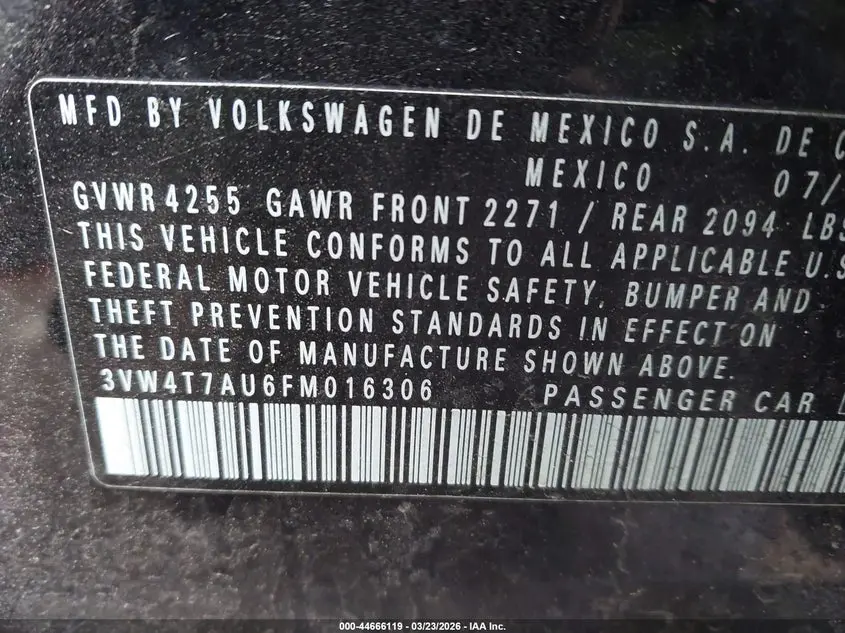 MFD BY VOLKSWAGEN DE MEXICO S.A. DE C
MEXICO 07/
GVWR 4255 GAWR FRONT 2271 / REAR 2094 LBS
THIS VEHICLE CONFORMS TO ALL APPLICABLE U.S
FEDERAL MOTOR VEHICLE SAFETY, BUMPER AND
THEFT PREVENTION STANDARDS IN EFFECT ON
THE DATE OF MANUFACTURE SHOWN ABOVE.
3VW4T7AU6FM016306 PASSENGER CAR
000-44666119 | 03/23/2026 | IAA Inc.